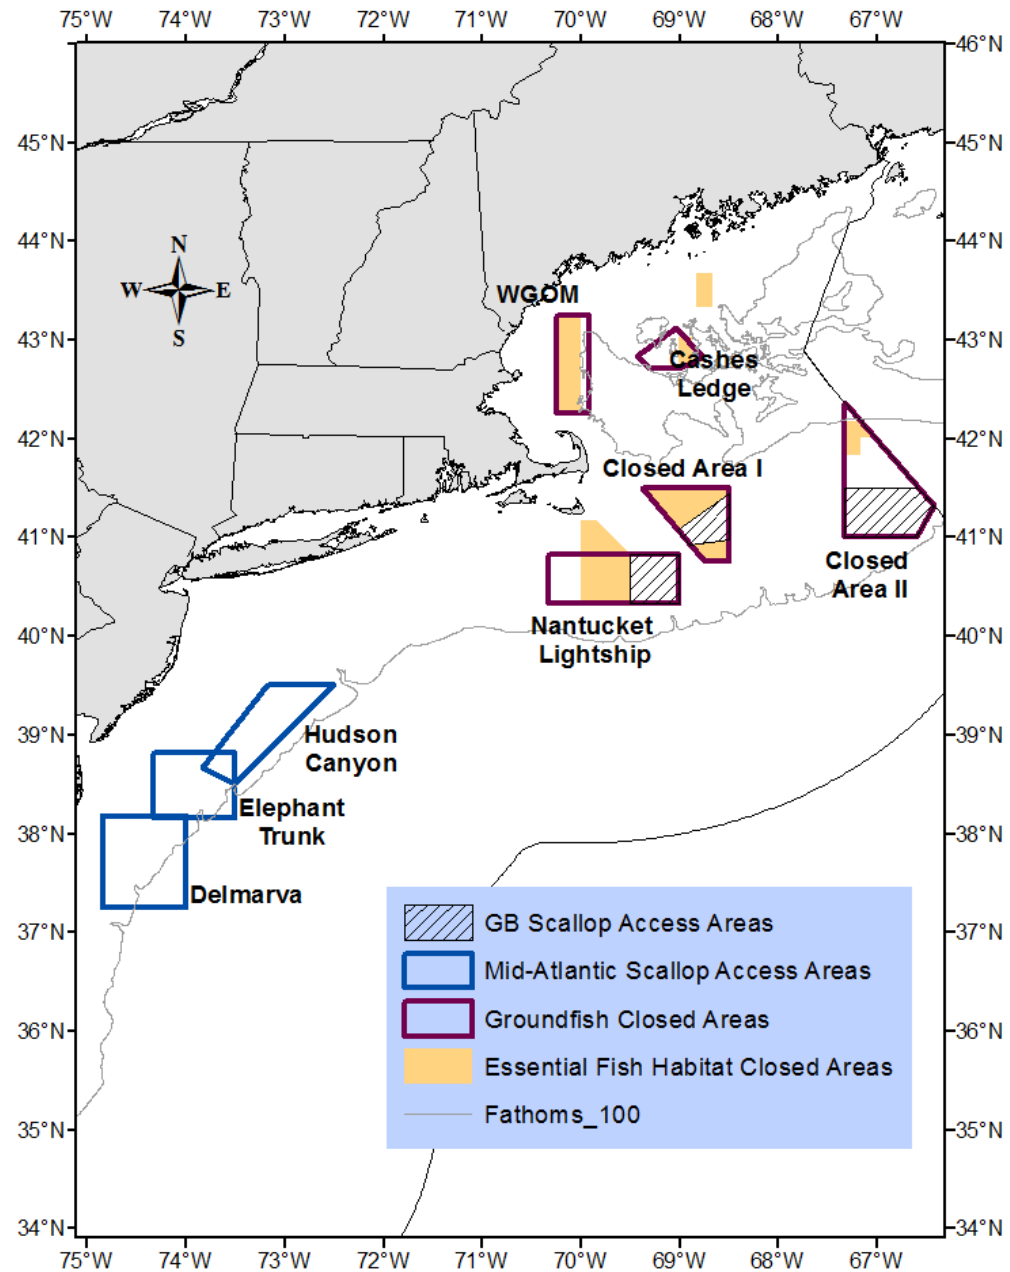 75°W 74°W 73°W 72°W 71°W 70°W 69°W 68°W 67°W
46°N
45°N 45°N
44°N 44°N
N
W E
S
WGOM
43°N 43°N
Cashes
Ledge
42°N 42°N
Closed Area I
41°N 41°N
Closed
Area II
Nantucket
Lightship
40°N 40°N
39°N 39°N
Hudson
Canyon
Elephant
Trunk
38°N 38°N
Delmarva
37°N 37°N
GB Scallop Access Areas
Mid-Atlantic Scallop Access Areas
36°N 36°N
Groundfish Closed Areas
Essential Fish Habitat Closed Areas
Fathoms_100
35°N 35°N
34°N 34°N
75°W 74°W 73°W 72°W 71°W 70°W 69°W 68°W 67°W